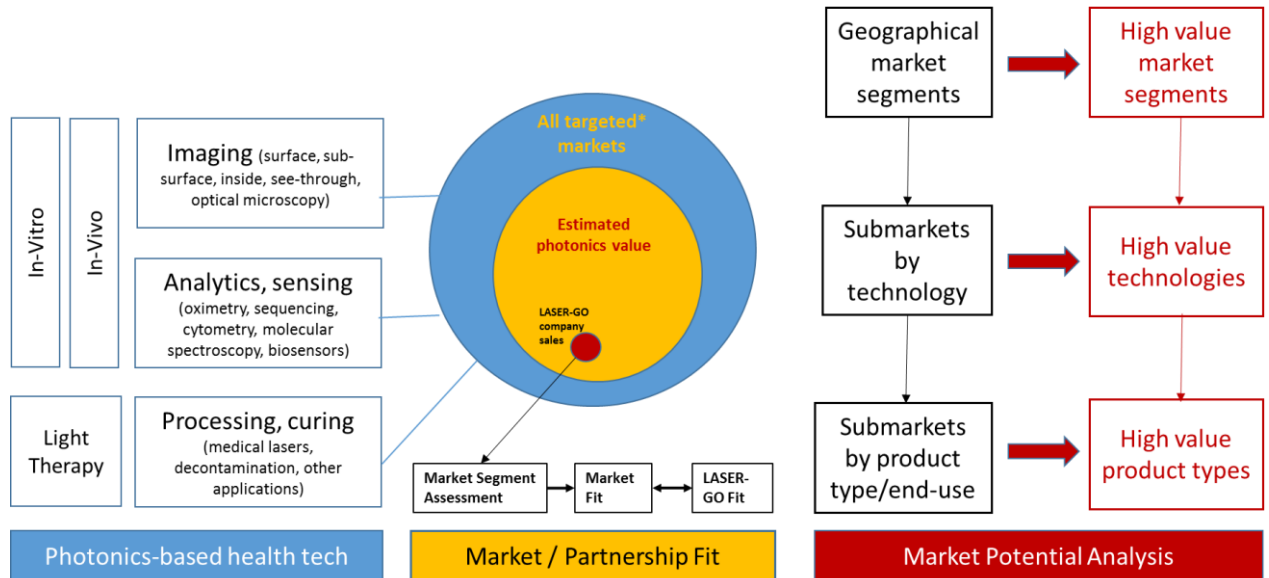 In-Vitro
In-Vivo
Imaging (surface, sub-
surface, inside, see-through,
optical microscopy)
Analytics, sensing
(oximetry, sequencing,
cytometry, molecular
spectroscopy, biosensors)
Light
Therapy
Processing, curing
(medical lasers,
decontamination, other
applications)
Photonics-based health tech
All targeted*
markets
Estimated
photonics value
LASER-GO
company
sales
Market Segment
Assessment
Market
Fit
LASER-
GO Fit
Market / Partnership Fit
Geographical
market
segments
High value
market
segments
Submarkets
by
technology
High value
technologies
Submarkets
by product
type/end-use
High value
product types
Market Potential Analysis